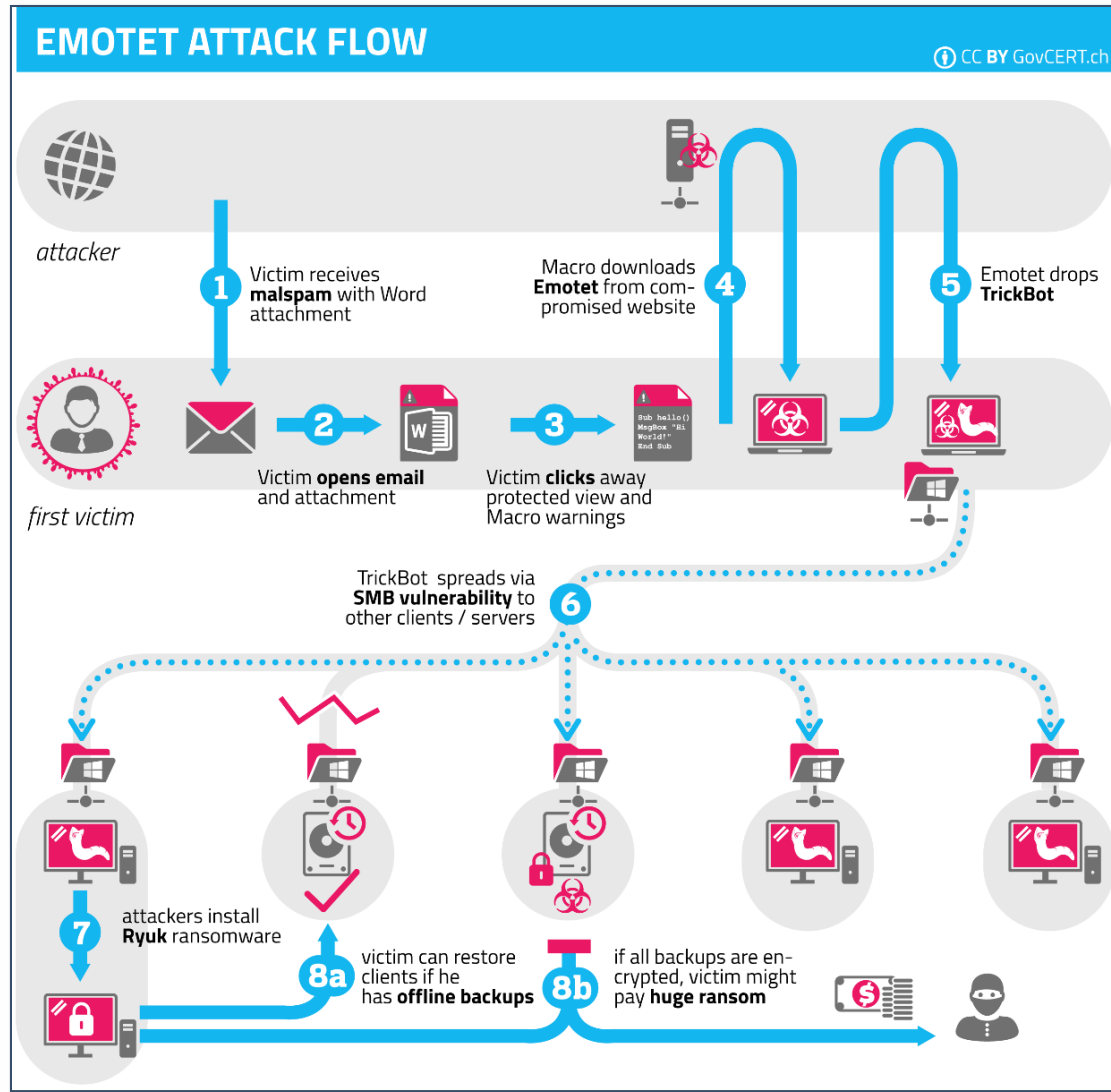 EMOTET ATTACK FLOW
CC BY GovCERT.ch
attacker
1
Victim receives
malspam with Word
attachment
Macro downloads
Emotet from com-
promised website
4
5
Emotet drops
TrickBot
first victim
2
Victim opens email
and attachment
W
3
Victim clicks away
protected view and
Macro warnings
Sub hello()
MsgBox "Hi
World!"
End Sub
TrickBot spreads via
SMB vulnerability to
other clients / servers
6
7
attackers install
Ryuk ransomware
8a
victim can restore
clients if he
has offline backups
8b
if all backups are en-
crypted, victim might
pay huge ransom
$